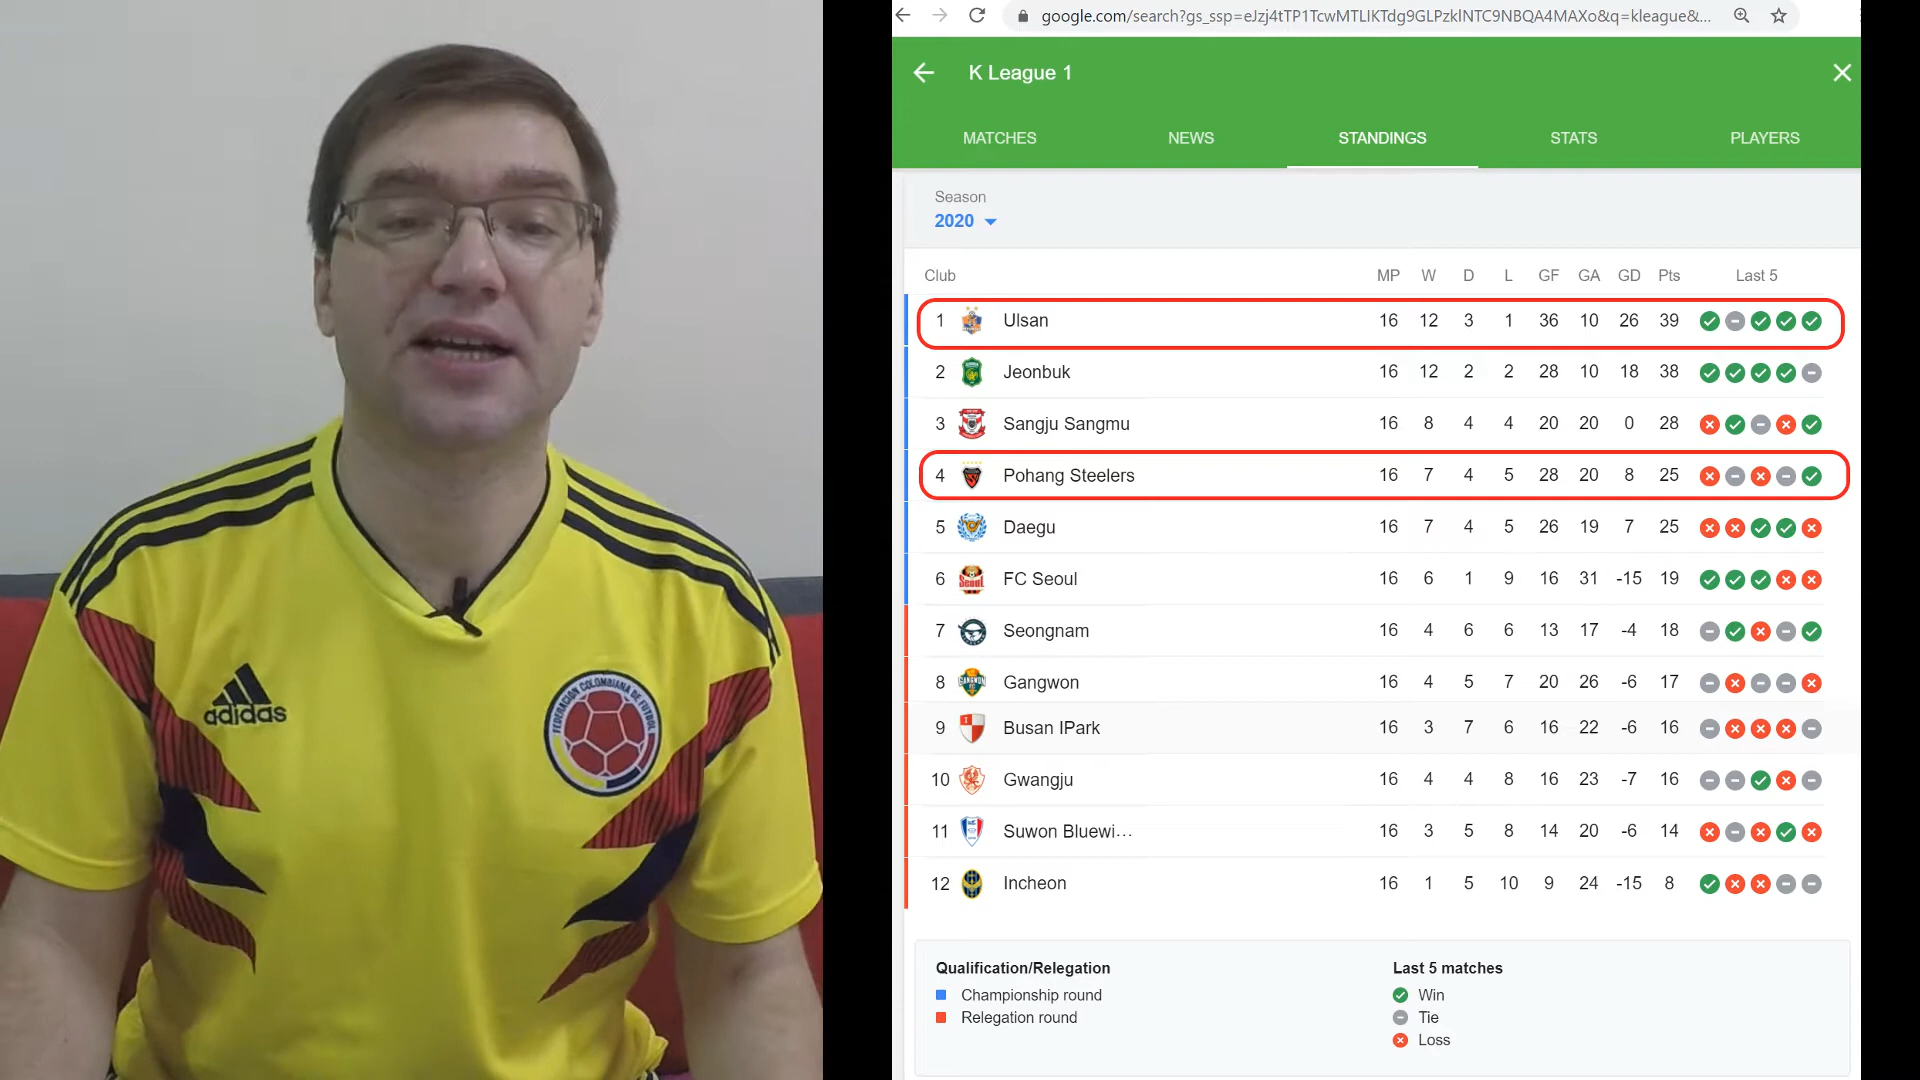 google.com/search?gs_ssp=eJzj4tTP1TcwMTLIKTdg9GLPzklNTC9NBQA4MAXo&q=kleague&...
K League 1
MATCHES NEWS STANDINGS STATS PLAYERS
Season
2020
Club MP W D L GF GA GD Pts Last 5
1 Ulsan 16 12 3 1 36 10 26 39
2 Jeonbuk 16 12 2 2 28 10 18 38
3 Sangju Sangmu 16 8 4 4 20 20 0 28
4 Pohang Steelers 16 7 4 5 28 20 8 25
5 Daegu 16 7 4 5 26 19 7 25
6 FC Seoul 16 6 1 9 16 31 -15 19
7 Seongnam 16 4 6 6 13 17 -4 18
8 Gangwon 16 4 5 7 20 26 -6 17
9 Busan IPark 16 3 7 6 16 22 -6 16
10 Gwangju 16 4 4 8 16 23 -7 16
11 Suwon Bluewi... 16 3 5 8 14 20 -6 14
12 Incheon 16 1 5 10 9 24 -15 8
Qualification/Relegation
Championship round
Relegation round
Last 5 matches
Win
Tie
Loss
adidas
FEDERACIÓN COLOMBIANA DE FÚTBOL